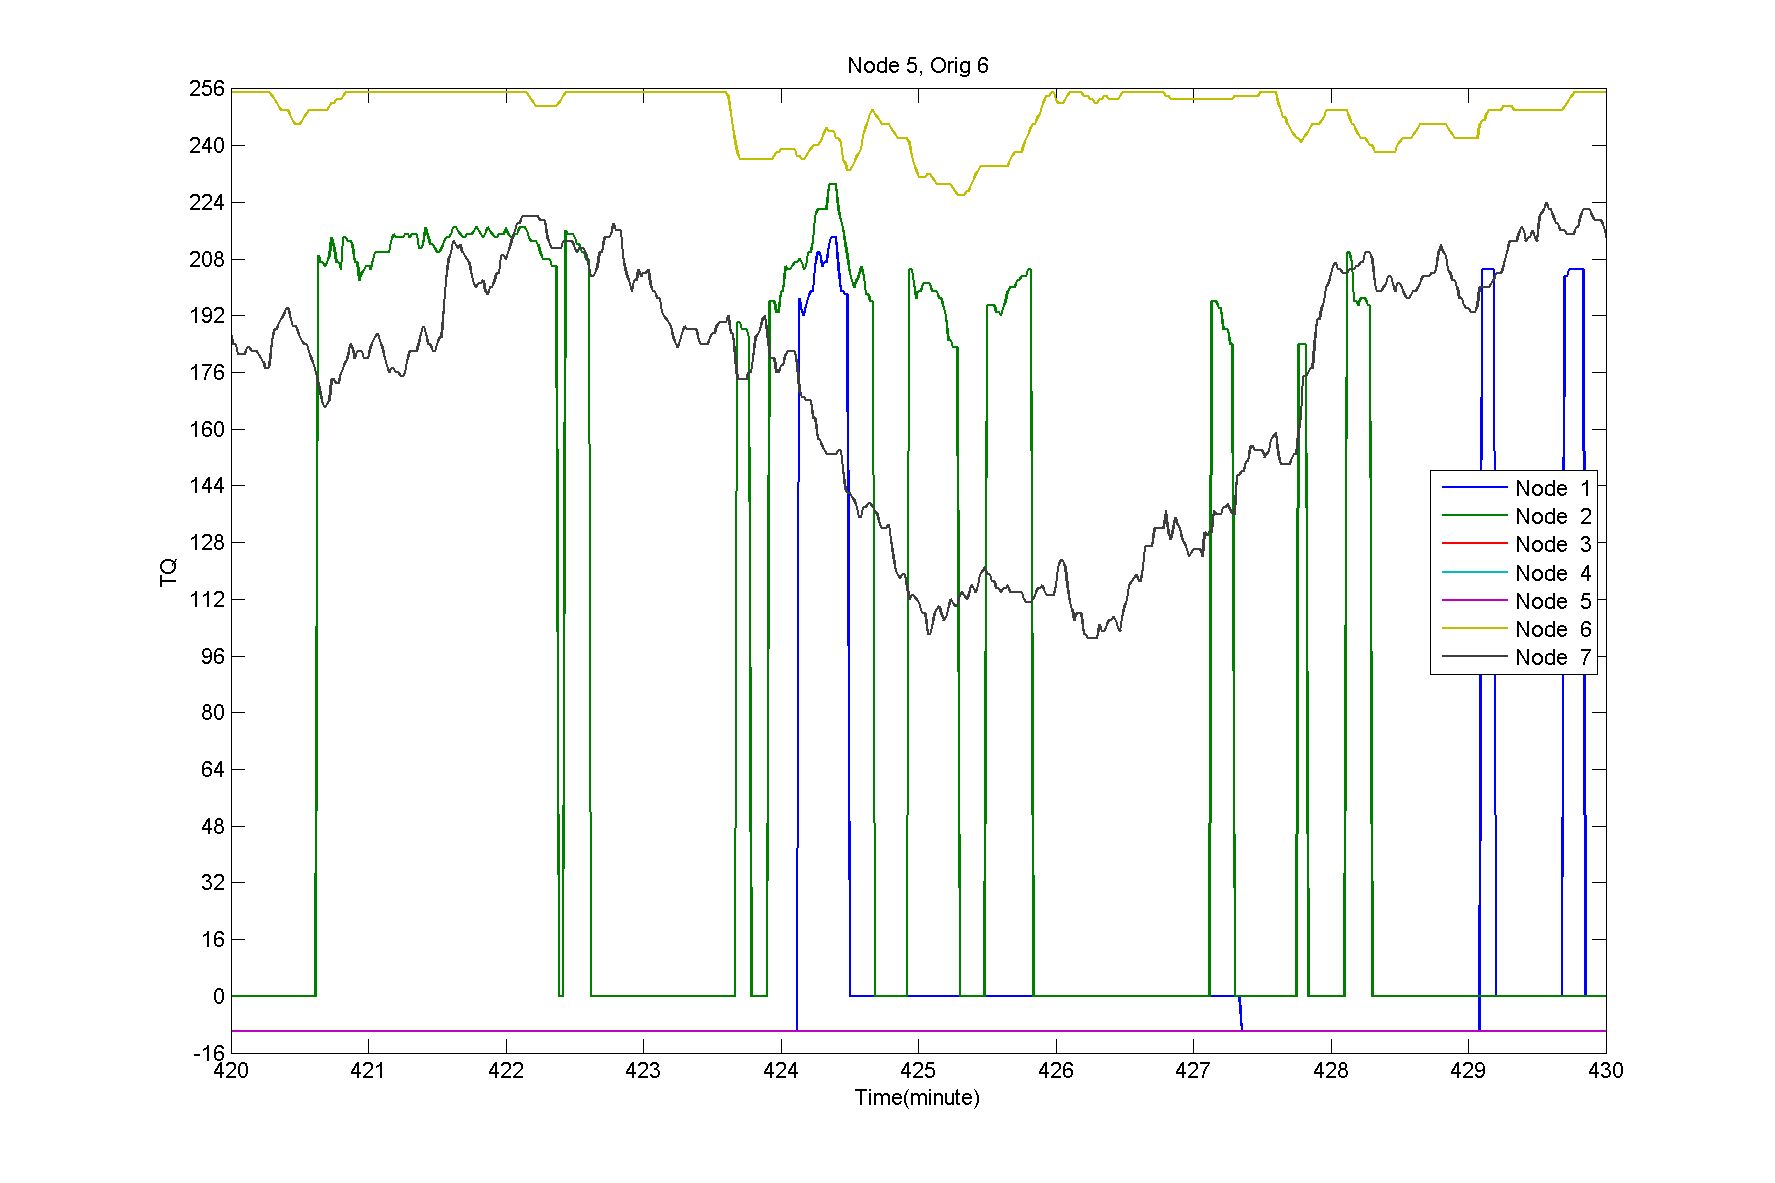 Node 5, Orig 6
256
240
224
208
192
176
160
144
128
112
96
80
64
48
32
16
0
-16
TQ
Node 1
Node 2
Node 3
Node 4
Node 5
Node 6
Node 7
420 421 422 423 424 425 426 427 428 429 430
Time(minute)